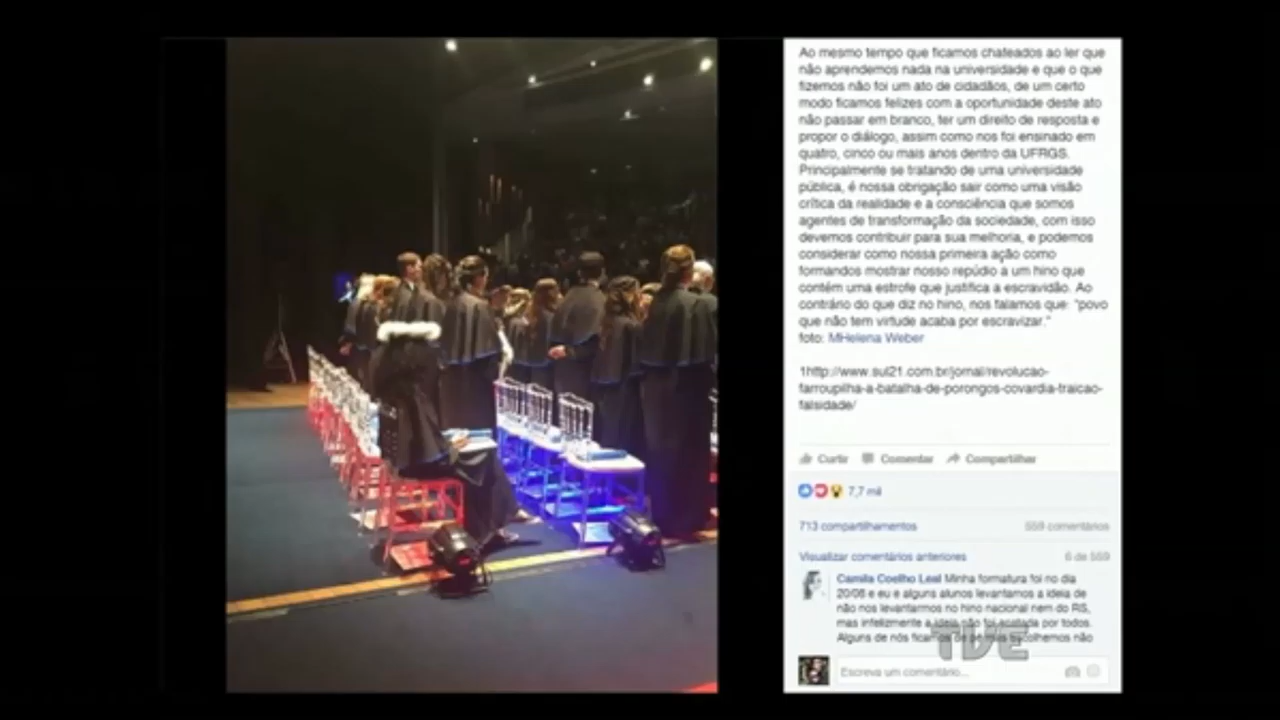 Ao mesmo tempo que ficamos chateados ao ler que
não aprendemos nada na universidade e que o que
fizemos não foi um ato de cidadãos, de um certo
modo ficamos felizes com a oportunidade deste ato
não passar em branco, ter um direito de resposta e
propor o diálogo, assim como nos foi ensinado em
quatro, cinco ou mais anos dentro da UFRGS.
Principalmente se tratando de uma universidade
pública, é nossa obrigação sair como uma visão
crítica da realidade e a consciência que somos
agentes de transformação da sociedade, com isso
devemos contribuir para sua melhoria, e podemos
considerar como nossa primeira ação como
formandos mostrar nosso repúdio a um hino que
contém uma estrofe que justifica a escravidão. Ao
contrário do que diz no hino, nos falamos que: "povo
que não tem virtude acaba por escravizar."
foto: MHelena Weber
1http://www.sul21.com.br/jornal/revolucao-
farroupilha-a-batalha-de-porongos-covardia-traicao-
falsidade/
Curtir Comentar Compartilhar
7,7 mil
713 compartilhamentos 559 comentários
Visualizar comentários anteriores 6 de 559
Camila Coelho Leal Minha formatura foi no dia
20/08 e eu e alguns alunos levantamos a ideia de
não nos levantarmos no hino nacional nem do RS,
mas infelizmente a ideia não foi acatada por todos.
Alguns de nós ficamos de pé mas escolhemos não
TVE
Escreva um comentário...